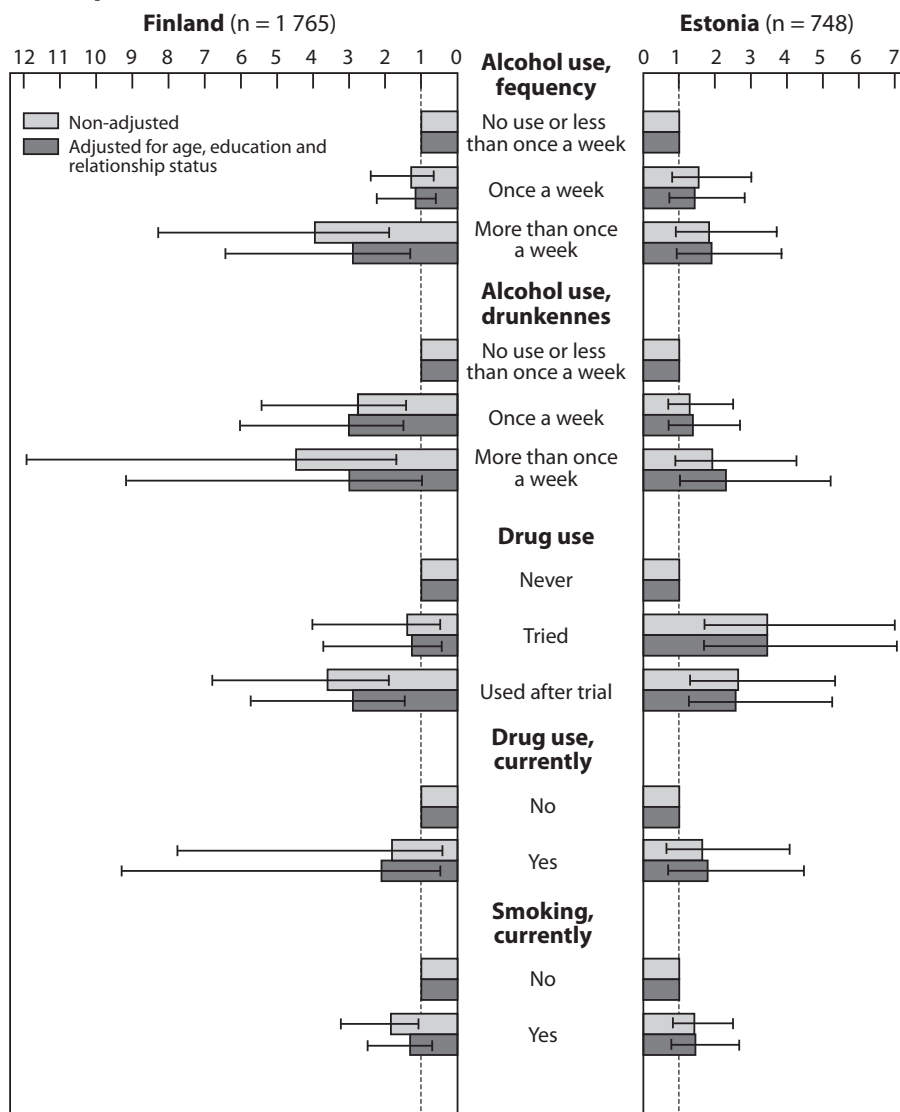 Finland (n = 1 765)
Estonia (n = 748)
12 11 10 9 8 7 6 5 4 3 2 1 0
0 1 2 3 4 5 6 7
Non-adjusted
Adjusted for age, education and
relationship status
Alcohol use,
fequency
No use or less
than once a week
Once a week
More than once
a week
Alcohol use,
drunkennes
No use or less
than once a week
Once a week
More than once
a week
Drug use
Never
Tried
Used after trial
Drug use,
currently
No
Yes
Smoking,
currently
No
Yes